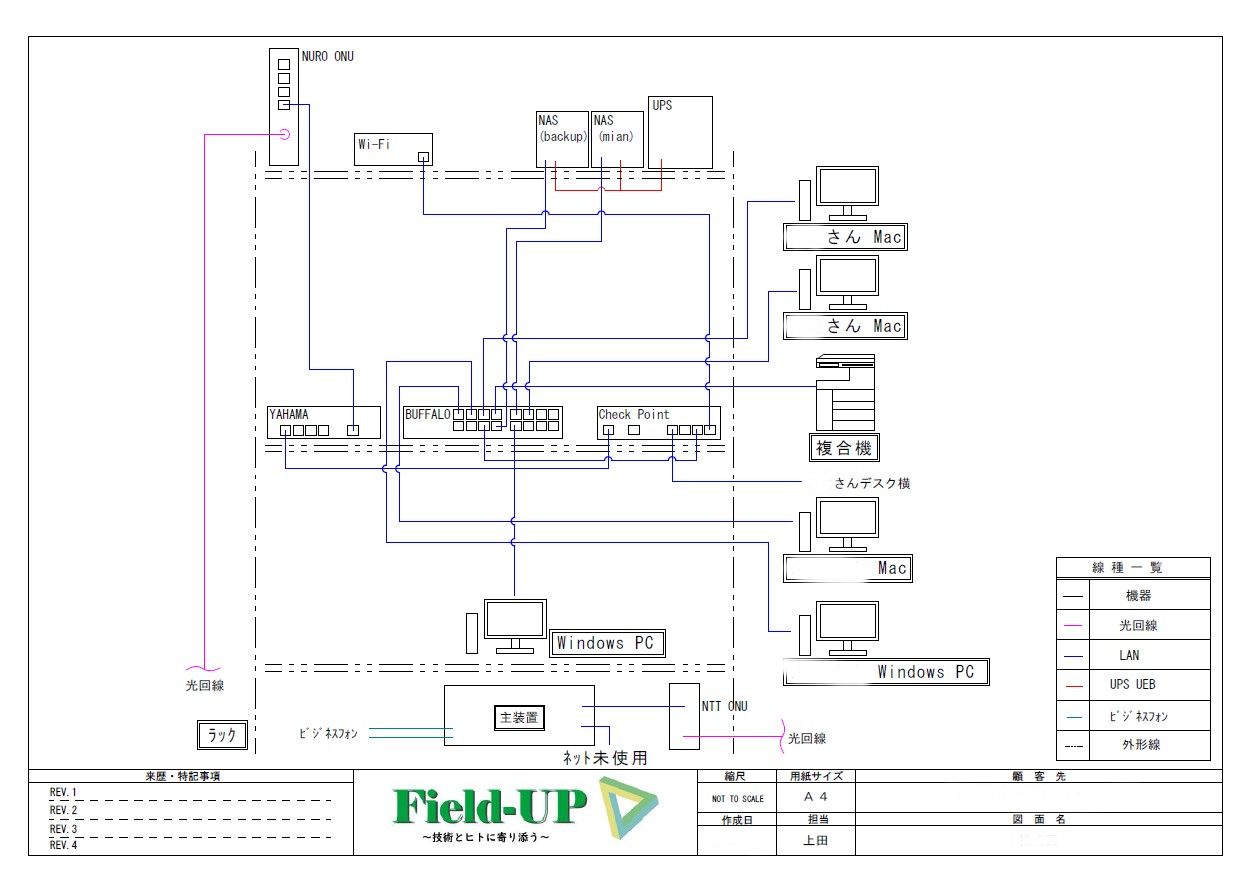 NURO ONU
Wi-Fi
NAS
(backup)
NAS
(mian)
UPS
さん Mac
さん Mac
YAHAMA
BUFFALO
Check Point
複合機
さんデスク横
Mac
Windows PC
Windows PC
光回線
ラック
ﾋﾞｼﾞﾈｽﾌｫﾝ
主装置
NTT ONU
ﾈｯﾄ未使用
光回線
線種一覧
機器
光回線
LAN
UPS UEB
ﾋﾞｼﾞﾈｽﾌｫﾝ
外形線
来歴・特記事項
REV.1
REV.2
REV.3
REV.4
Field-UP
～技術とヒトに寄り添う～
縮尺
用紙サイズ
顧客先
NOT TO SCALE
A 4
作成日
担当
図面名
上田